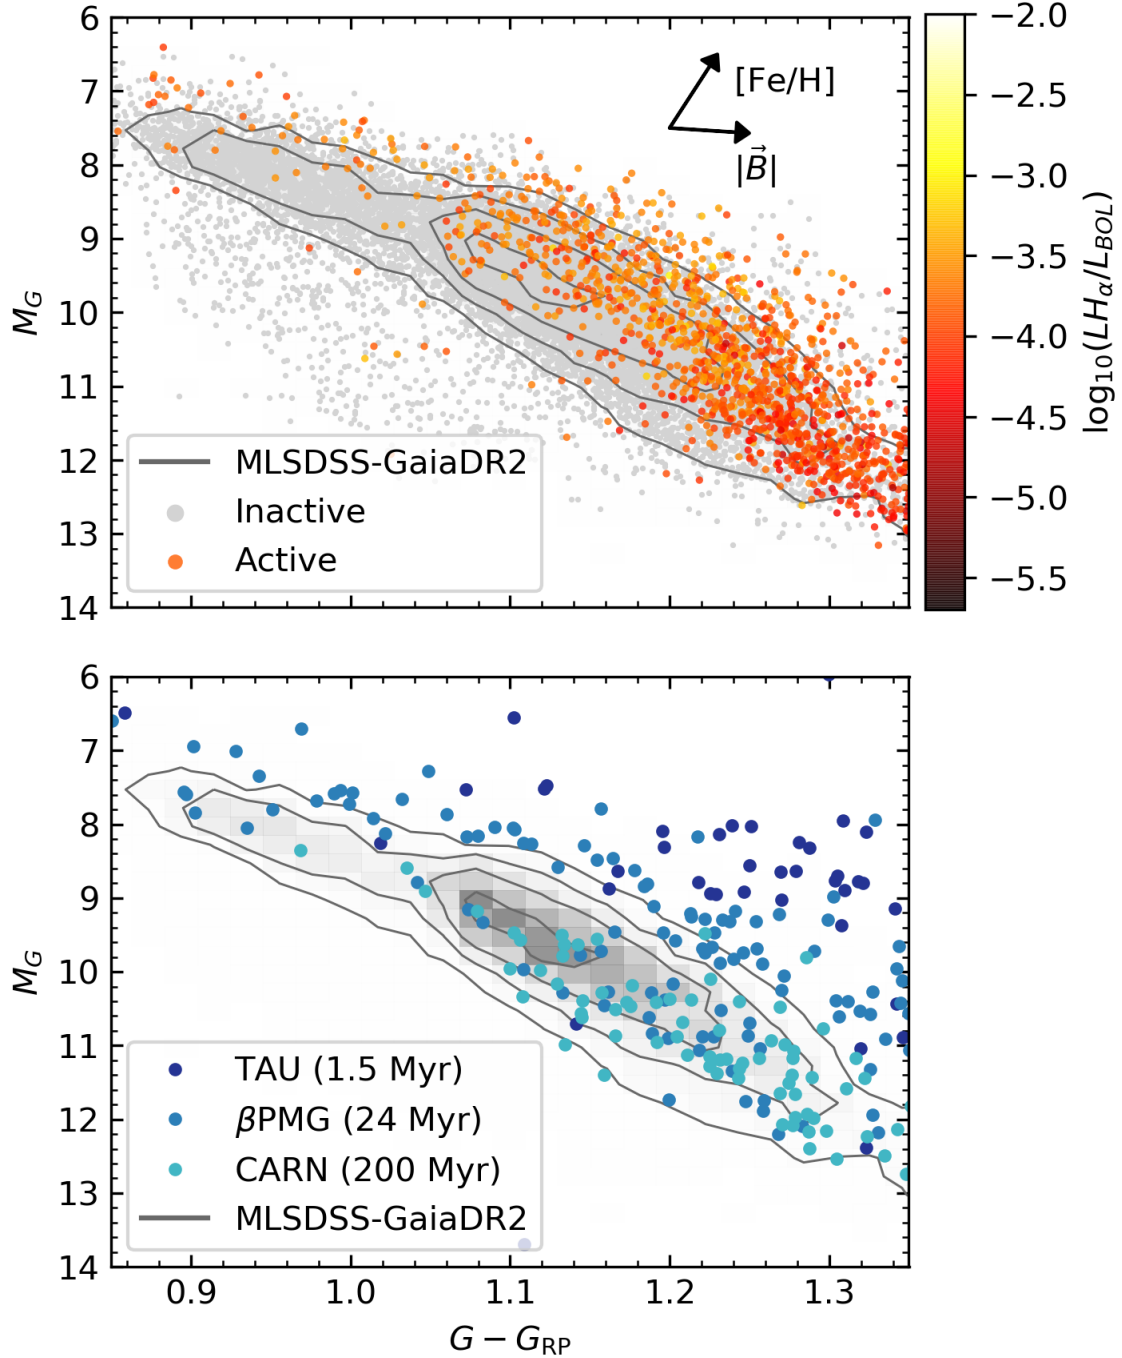 6
7
8
9
10
11
12
13
14
M_G
[Fe/H]
|B⃗|
MLSDSS-GaiaDR2
Inactive
Active
−2.0
−2.5
−3.0
−3.5
−4.0
−4.5
−5.0
−5.5
log₁₀(LH_α/L_BOL)
6
7
8
9
10
11
12
13
14
M_G
TAU (1.5 Myr)
βPMG (24 Myr)
CARN (200 Myr)
MLSDSS-GaiaDR2
0.9 1.0 1.1 1.2 1.3
G − G_RP